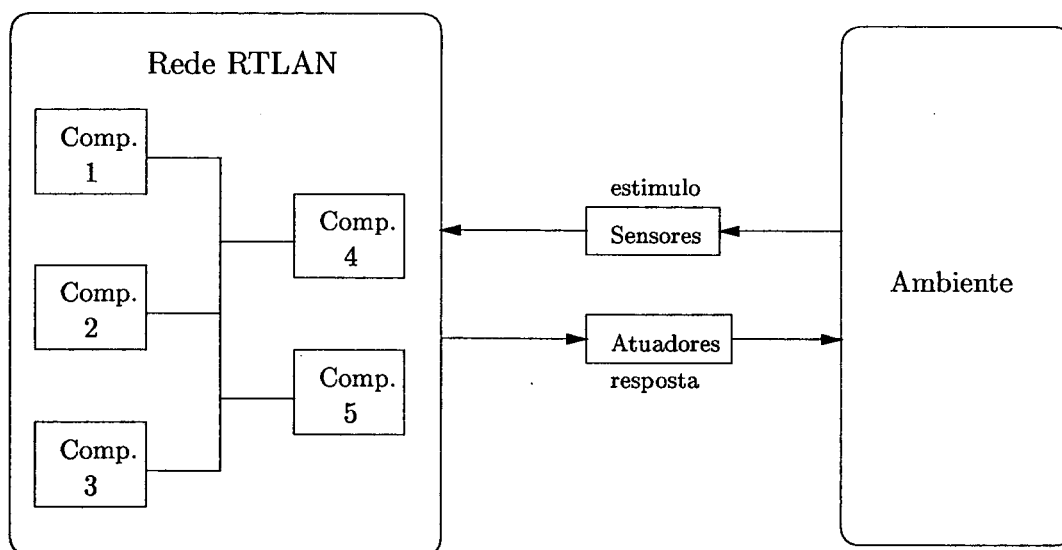 Rede RTLAN
Comp.
1
Comp.
2
Comp.
3
Comp.
4
Comp.
5
estimulo
Sensores
Atuadores
resposta
Ambiente